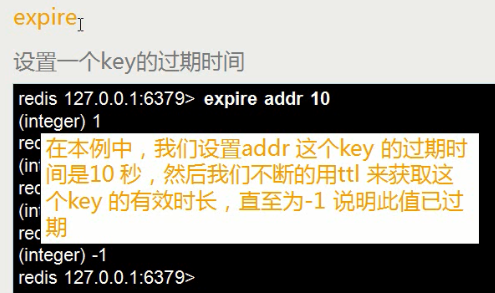 expire
设置一个key的过期时间
redis 127.0.0.1:6379> expire addr 10
(integer) 1
在本例中，我们设置addr 这个key 的过期时
间是10 秒，然后我们不断的用ttl 来获取这
个key 的有效时长，直至为-1 说明此值已过
期
(integer) -1
redis 127.0.0.1:6379>